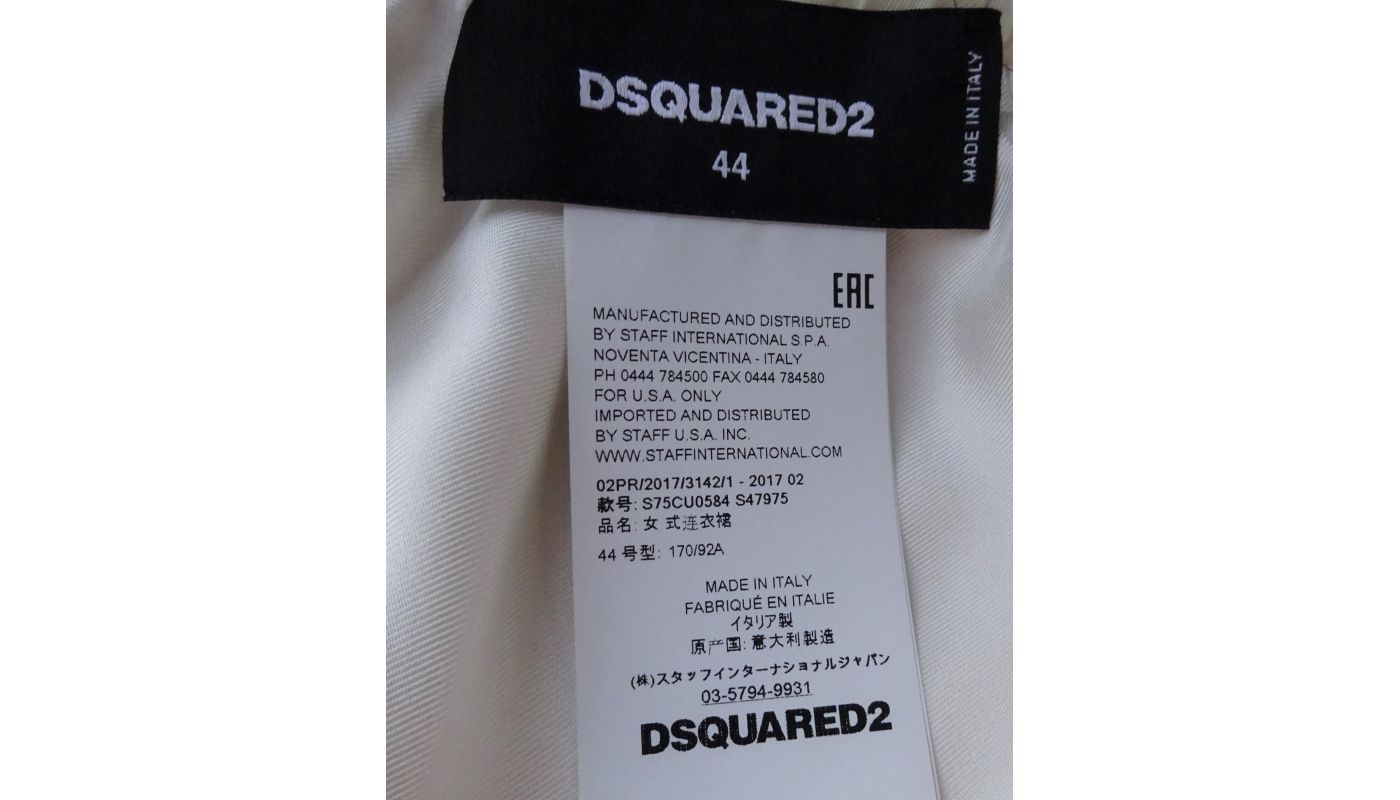 DSQUARED2
44
MADE IN ITALY
EAC
MANUFACTURED AND DISTRIBUTED
BY STAFF INTERNATIONAL S.P.A.
NOVENTA VICENTINA - ITALY
PH 0444 784500 FAX 0444 784580
FOR U.S.A. ONLY
IMPORTED AND DISTRIBUTED
BY STAFF U.S.A. INC.
WWW.STAFFINTERNATIONAL.COM
02PR/2017/3142/1 - 2017 02
款号: S75CU0584 S47975
品名: 女 式连衣裙
44 号型: 170/92A
MADE IN ITALY
FABRIQUÉ EN ITALIE
イタリア製
原产国: 意大利製造
(株)スタッフインターナショナルジャパン
03-5794-9931
DSQUARED2